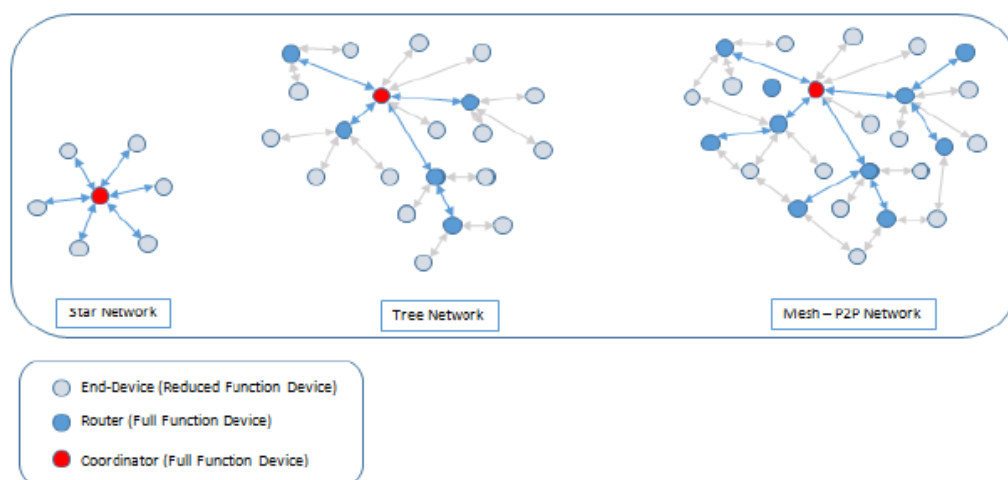 Star Network
Tree Network
Mesh – P2P Network
End-Device (Reduced Function Device)
Router (Full Function Device)
Coordinator (Full Function Device)